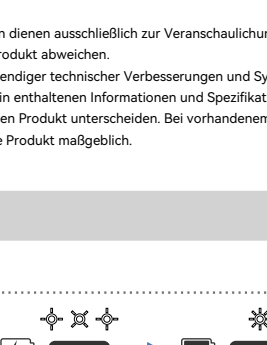 dienen ausschließlich zur Veranschaulichun
rodukt abweichen.
endiger technischer Verbesserungen und Sy
in enthaltenen Informationen und Spezifikat
en Produkt unterscheiden. Bei vorhandenem
e Produkt maßgeblich.